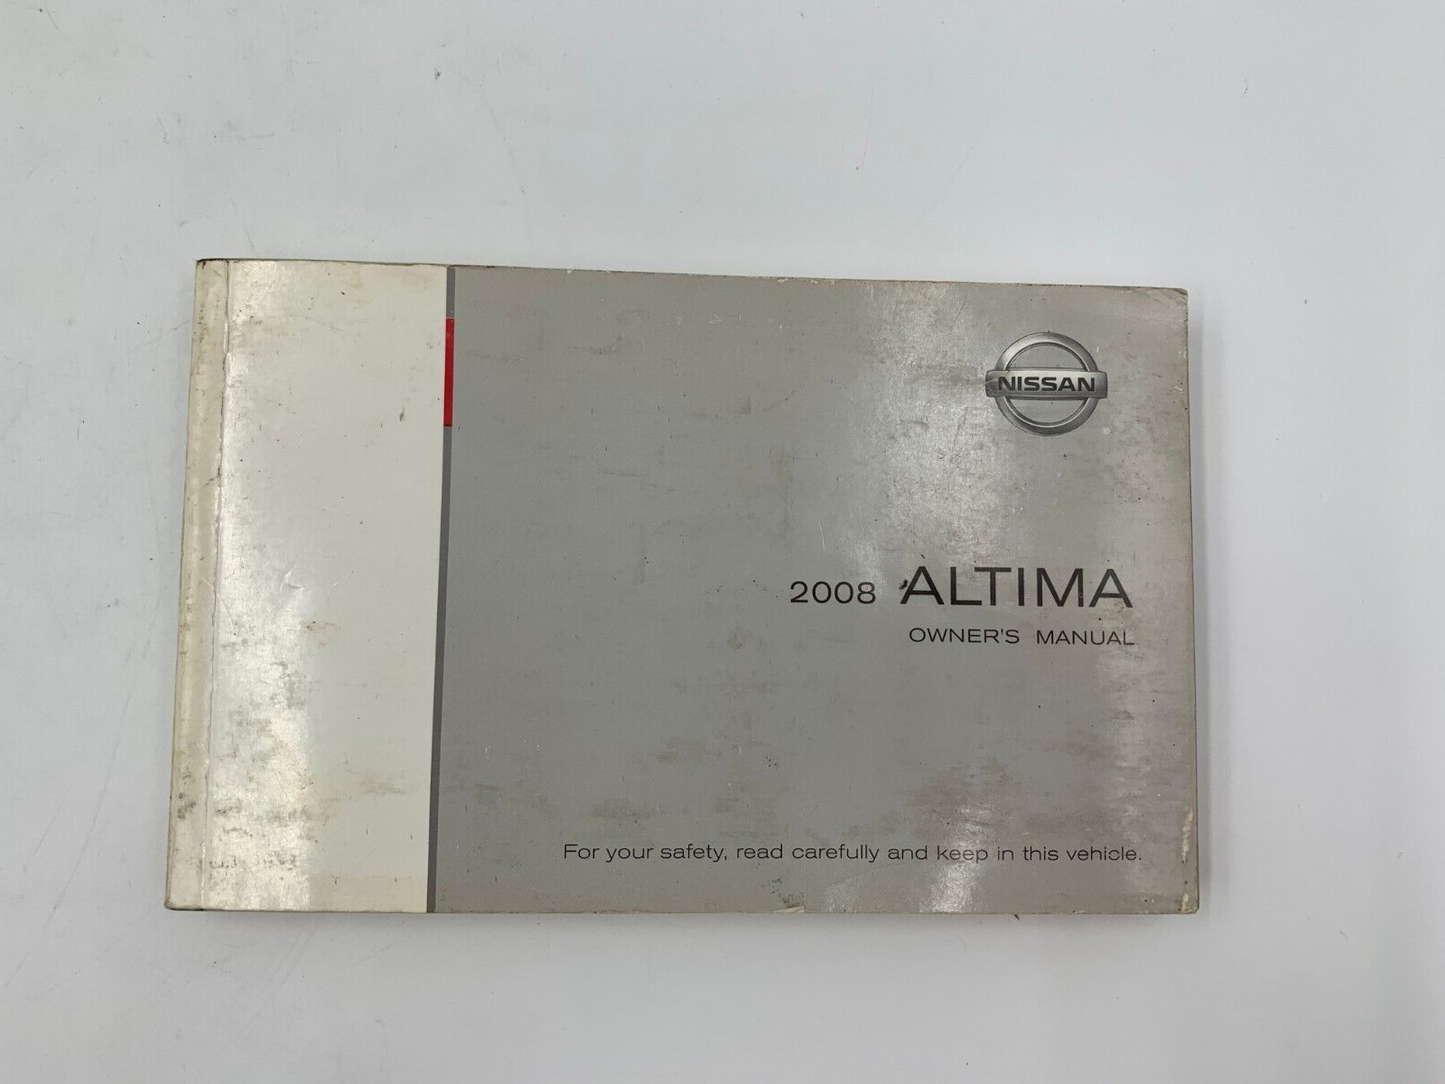 NISSAN
2008 ALTIMA
OWNER'S MANUAL
For your safety, read carefully and keep in this vehicle.